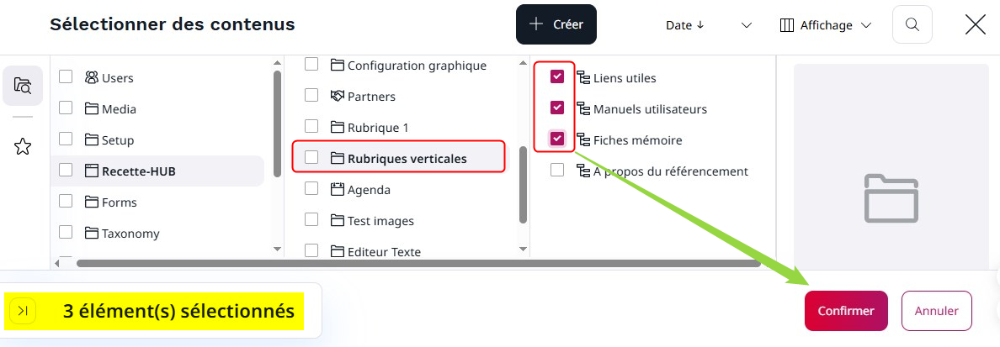 Sélectionner des contenus
Créer
Date ↓
Affichage
Users
Media
Setup
Recette-HUB
Forms
Taxonomy
Configuration graphique
Partners
Rubrique 1
Rubriques verticales
Agenda
Test images
Editeur Texte
Liens utiles
Manuels utilisateurs
Fiches mémoire
A propos du référencement
3 élément(s) sélectionnés
Confirmer
Annuler